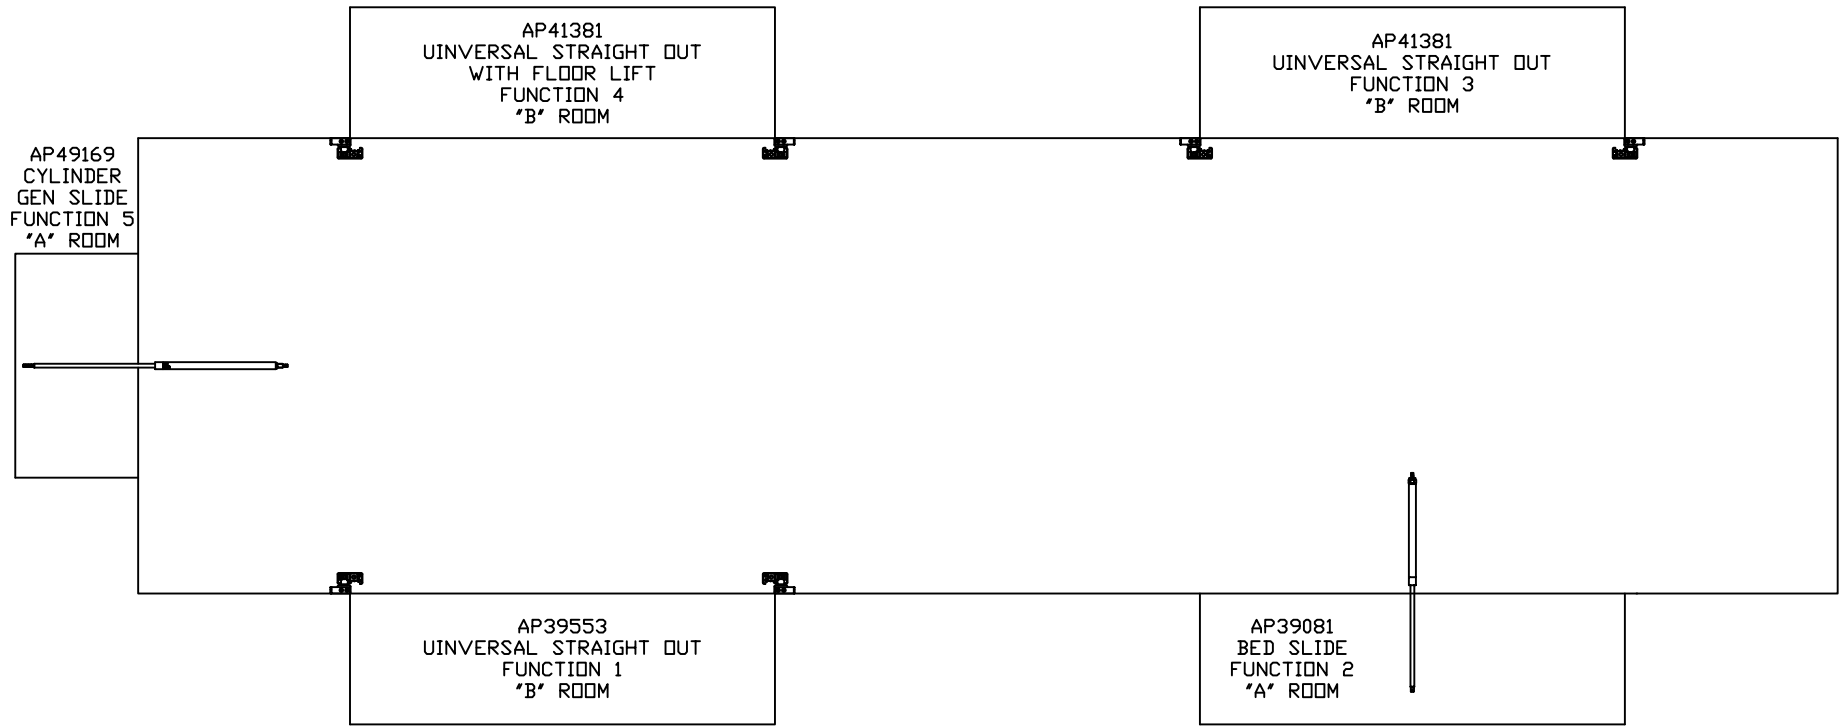 AP41381
UINVERSAL STRAIGHT OUT
WITH FLOOR LIFT
FUNCTION 4
"B" ROOM
AP41381
UINVERSAL STRAIGHT OUT
FUNCTION 3
"B" ROOM
AP49169
CYLINDER
GEN SLIDE
FUNCTION 5
"A" ROOM
AP39553
UINVERSAL STRAIGHT OUT
FUNCTION 1
"B" ROOM
AP39081
BED SLIDE
FUNCTION 2
"A" ROOM